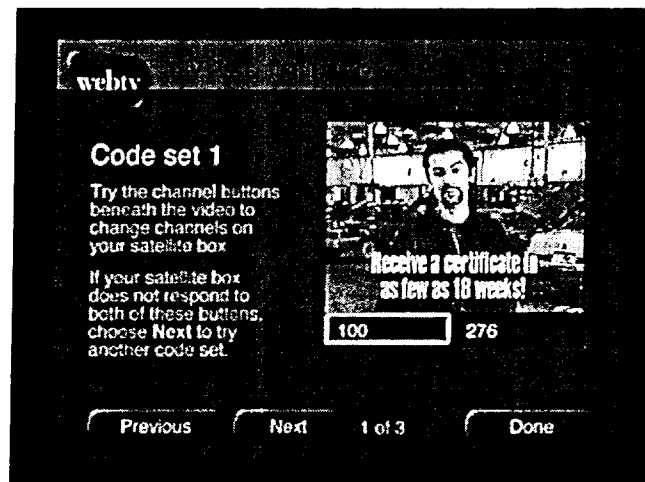 webtv
Code set 1
Try the channel buttons
beneath the video to
change channels on
your satellite box
If your satellite box
does not respond to
both of these buttons,
choose Next to try
another code set.
Receive a certificate in
as few as 18 weeks!
100
276
Previous
Next
1 of 3
Done